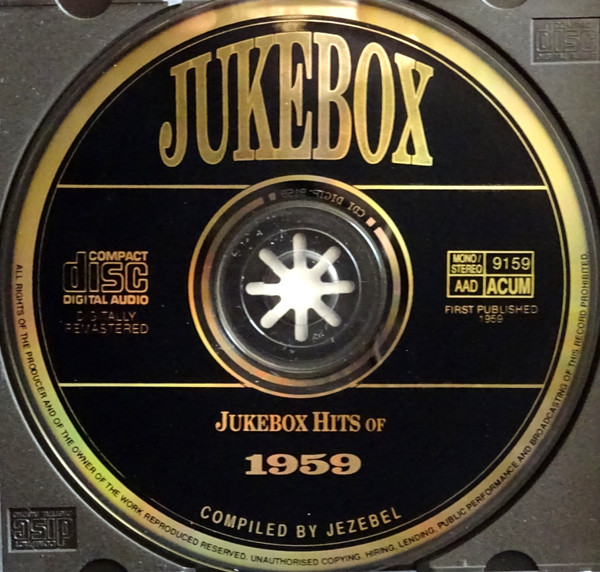 JUKEBOX
COMPACT
disc
DIGITAL AUDIO
DIGITALLY
REMASTERED
MONO/
STEREO
9159
AAD
ACUM
FIRST PUBLISHED
1959
JUKEBOX HITS OF
1959
COMPILED BY JEZEBEL
ALL RIGHTS OF THE PRODUCER AND OF THE OWNER OF THE WORK REPRODUCED RESERVED. UNAUTHORISED COPYING, HIRING, LENDING, PUBLIC PERFORMANCE AND BROADCASTING OF THIS RECORD PROHIBITED.
disc
disc